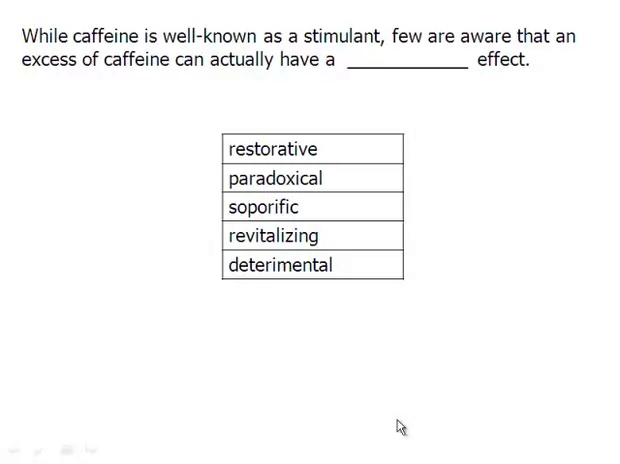 While caffeine is well-known as a stimulant, few are aware that an
excess of caffeine can actually have a ____________ effect.
restorative
paradoxical
soporific
revitalizing
deterimental